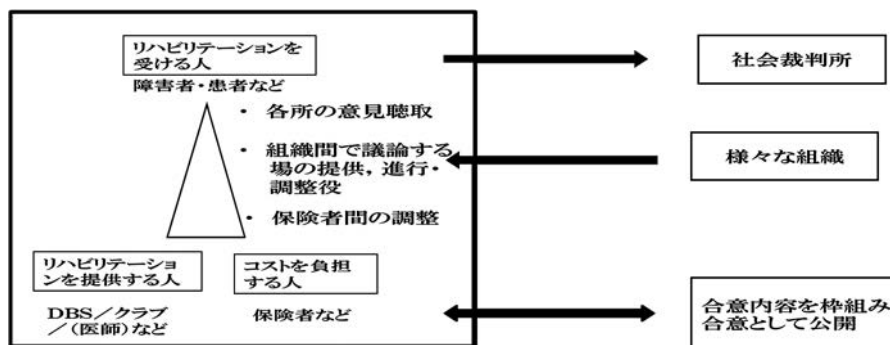 リハビリテーションを
受ける人
障害者・患者など
・ 各所の意見聴取
・ 組織間で議論する
場の提供，進行・
調整役
・ 保険者間の調整
リハビリテーショ
ンを提供する人
DBS／クラブ
／（医師）など
コストを負担
する人
保険者など
社会裁判所
様々な組織
合意内容を枠組み
合意として公開